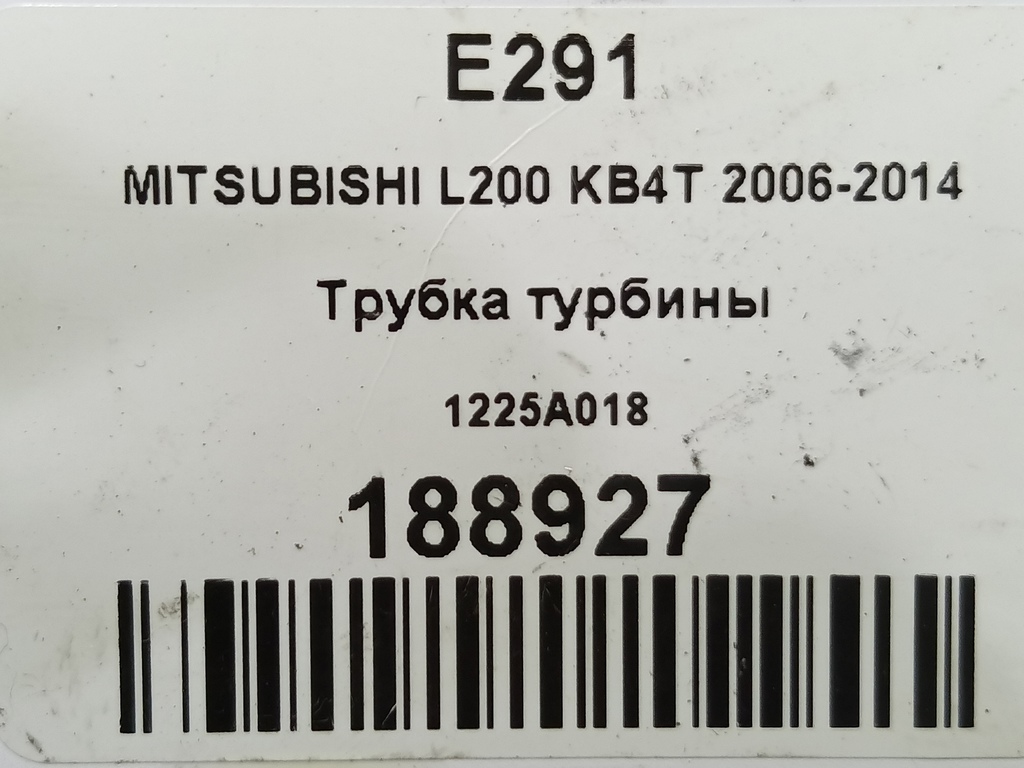 E291
MITSUBISHI L200 KB4T 2006-2014
Трубка турбины
1225A018
188927